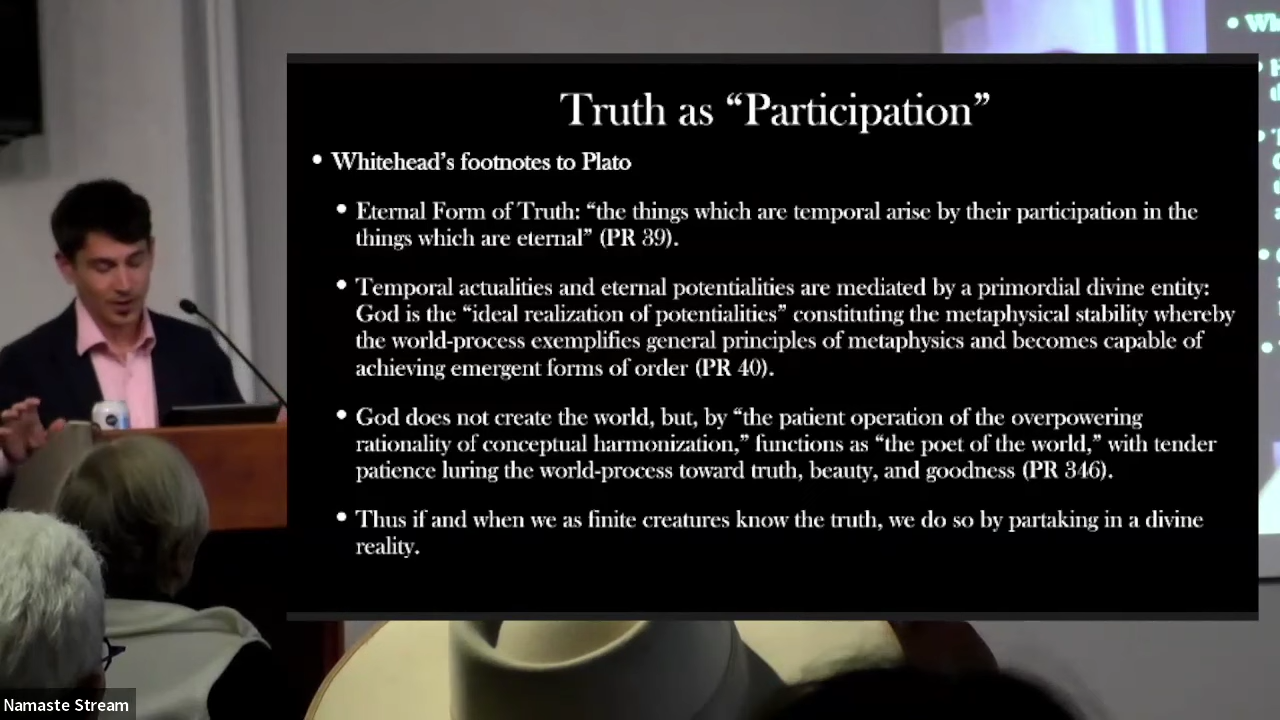 Truth as “Participation”
• Whitehead’s footnotes to Plato
• Eternal Form of Truth: “the things which are temporal arise by their participation in the
things which are eternal” (PR 39).
• Temporal actualities and eternal potentialities are mediated by a primordial divine entity:
God is the “ideal realization of potentialities” constituting the metaphysical stability whereby
the world-process exemplifies general principles of metaphysics and becomes capable of
achieving emergent forms of order (PR 40).
• God does not create the world, but, by “the patient operation of the overpowering
rationality of conceptual harmonization,” functions as “the poet of the world,” with tender
patience luring the world-process toward truth, beauty, and goodness (PR 346).
• Thus if and when we as finite creatures know the truth, we do so by partaking in a divine
reality.
Namaste Stream